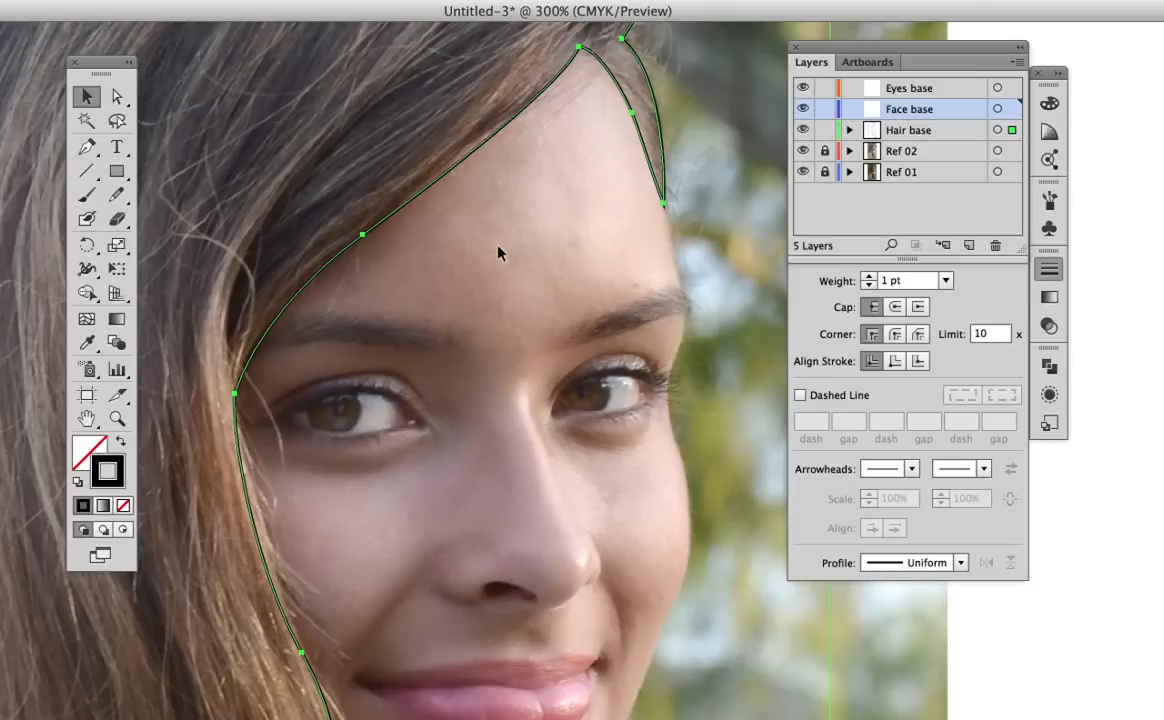 Untitled-3* @ 300% (CMYK/Preview)
Layers Artboards
Eyes base
Face base
Hair base
Ref 02
Ref 01
5 Layers
Weight: 1 pt
Cap:
Corner: Limit: 10 x
Align Stroke:
Dashed Line
dash gap dash gap dash gap
Arrowheads:
Scale: 100% 100%
Align:
Profile: Uniform
T